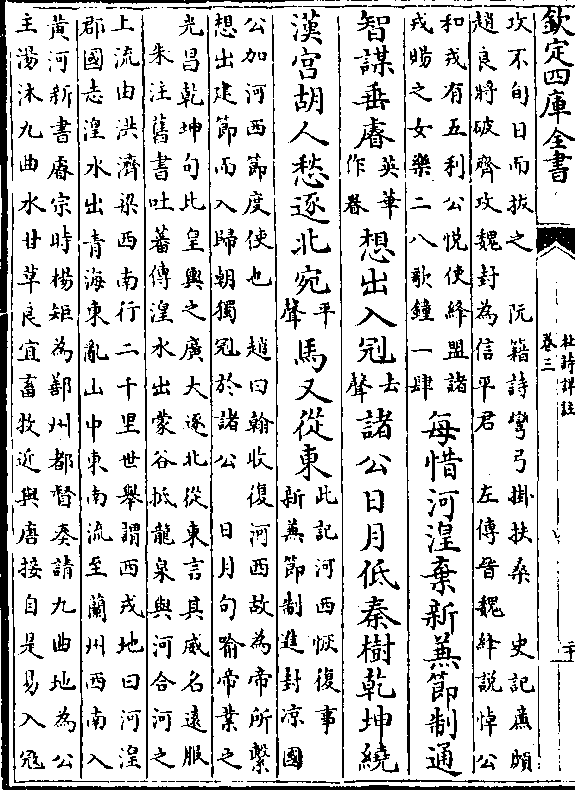 欽定四庫全書
杜詩詳註
卷三
二十
攻不旬日而拔之　阮籍詩彎弓掛扶桑　史記廉頗
趙良將破齊攻魏封為信平君　左傳晉魏絳説悼公
和戎有五利公悦使絳盟諸
戎賜之女樂二八歌鐘一肆　每惜河湟棄新兼節制通
智謀垂睿英華作眷想出入冠去聲諸公日月低秦樹乾坤繞
漢宫胡人愁逐北宛平聲馬又從東此記河西恢復事
新兼節制進封涼國
公加河西節度使也　趙曰翰收復河西故為帝所繫
想出建節而入歸朝獨冠於諸公　日月句喻帝業之
光昌乾坤句比皇輿之廣大逐北從東言其威名遠服
朱注舊書吐蕃傳湟水出蒙谷抵龍泉與河合河之
上流由洪濟梁西南行二千里世舉謂西戎地曰河湟
郡國志湟水出青海東亂山中東南流至蘭州西南入
黄河新書睿宗時楊矩為鄯州都督奏請九曲地為公
主湯沐九曲水甘草良宜畜牧近與唐接自是易入寇